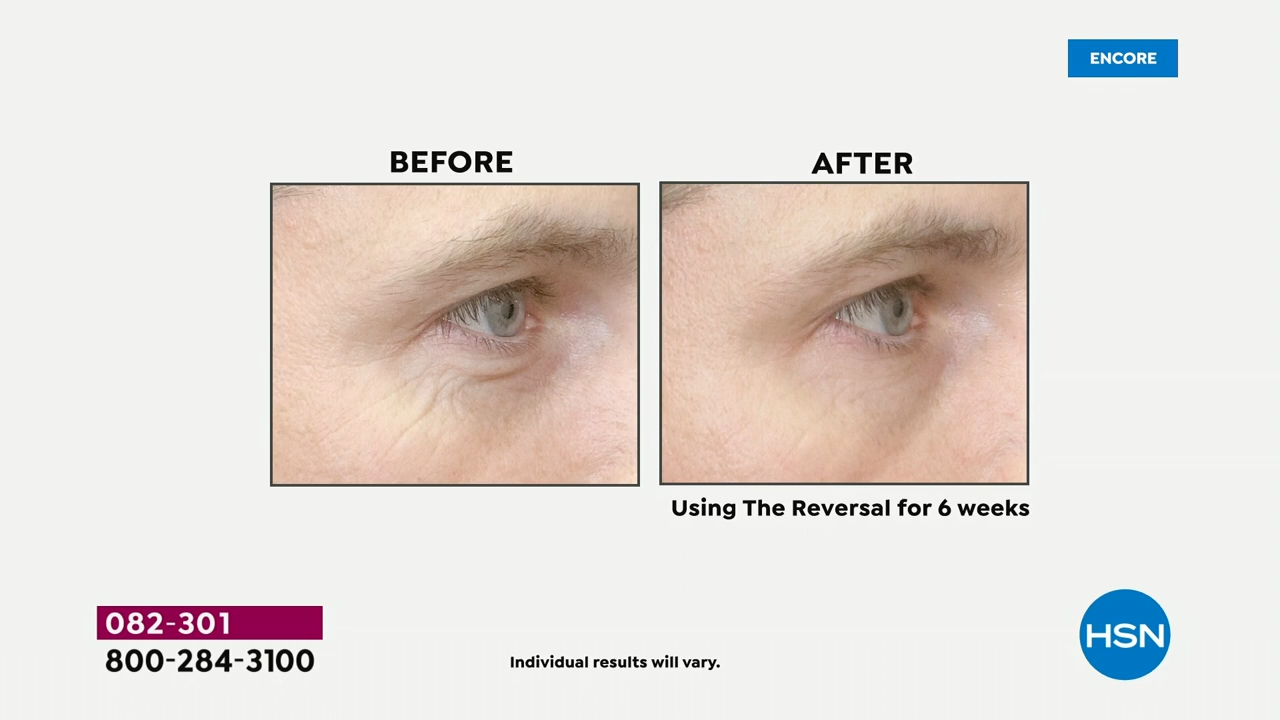 ENCORE
BEFORE
AFTER
Using The Reversal for 6 weeks
082-301
800-284-3100
Individual results will vary.
HSN